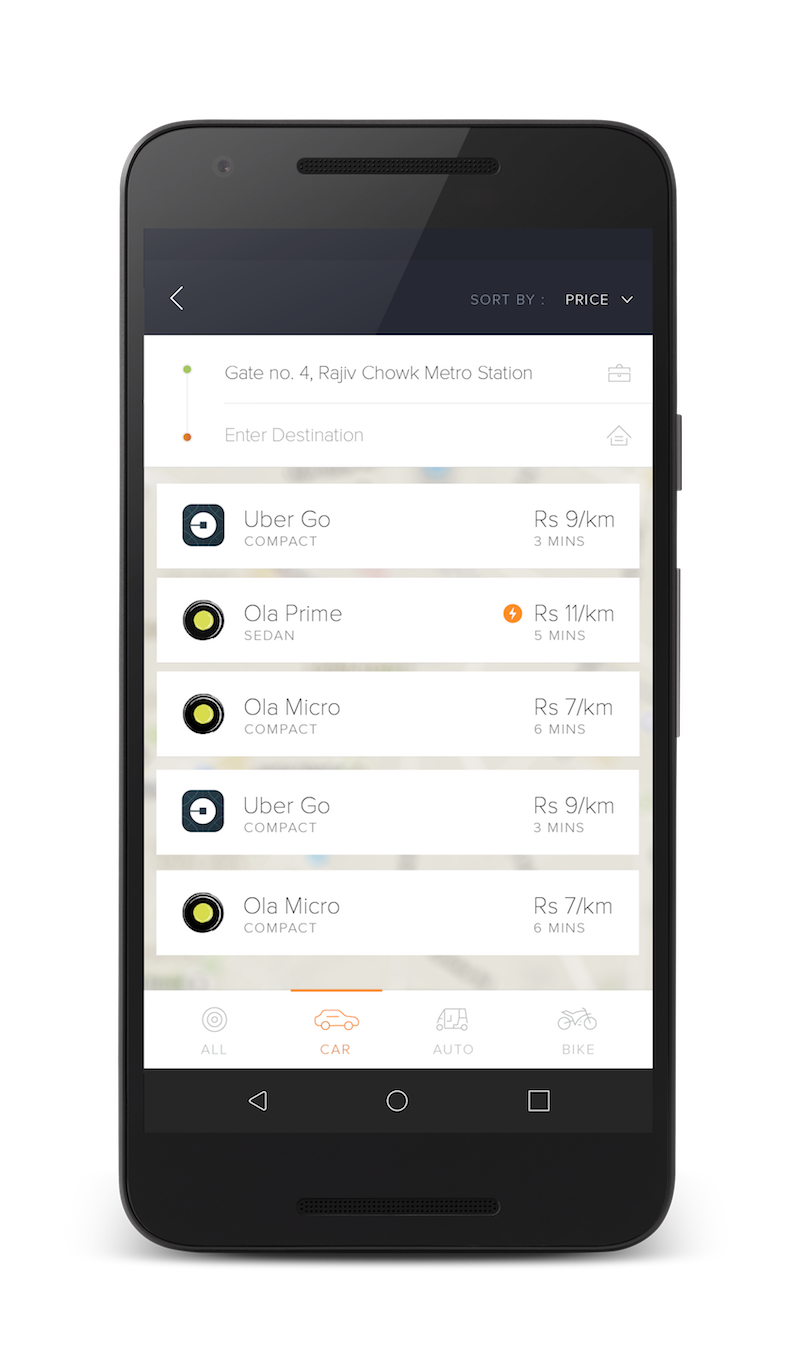 SORT BY : PRICE
Gate no. 4, Rajiv Chowk Metro Station
Enter Destination
Uber Go Rs 9/km
COMPACT 3 MINS
Ola Prime Rs 11/km
SEDAN 5 MINS
Ola Micro Rs 7/km
COMPACT 6 MINS
Uber Go Rs 9/km
COMPACT 3 MINS
Ola Micro Rs 7/km
COMPACT 6 MINS
ALL CAR AUTO BIKE